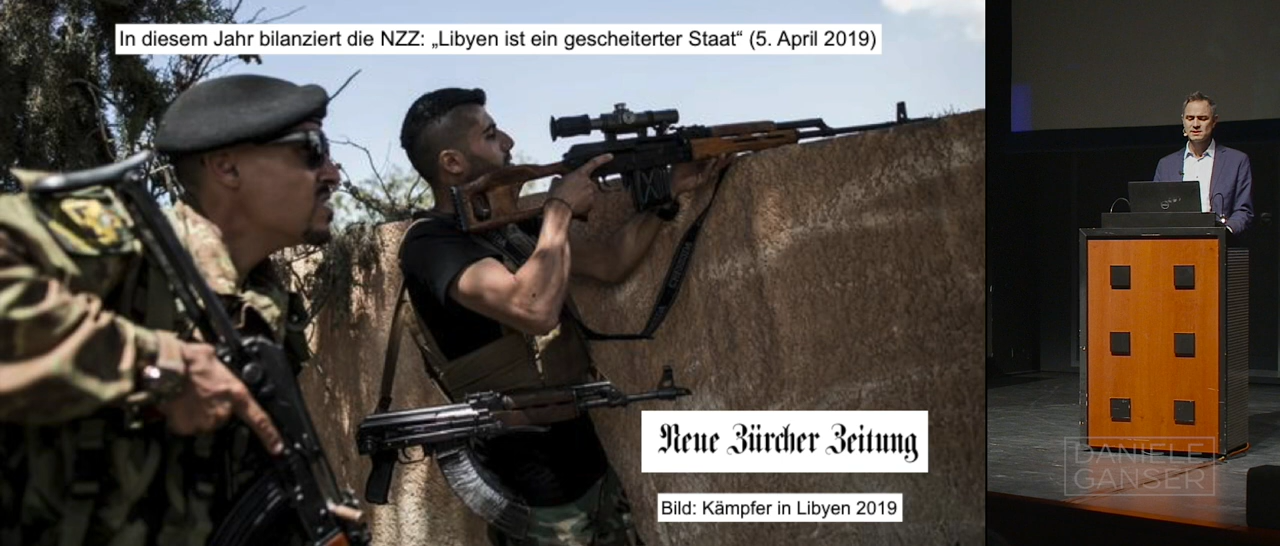 In diesem Jahr bilanziert die NZZ: „Libyen ist ein gescheiterter Staat“ (5. April 2019)
Neue Zürcher Zeitung
Bild: Kämpfer in Libyen 2019
DANIELE
GANSER